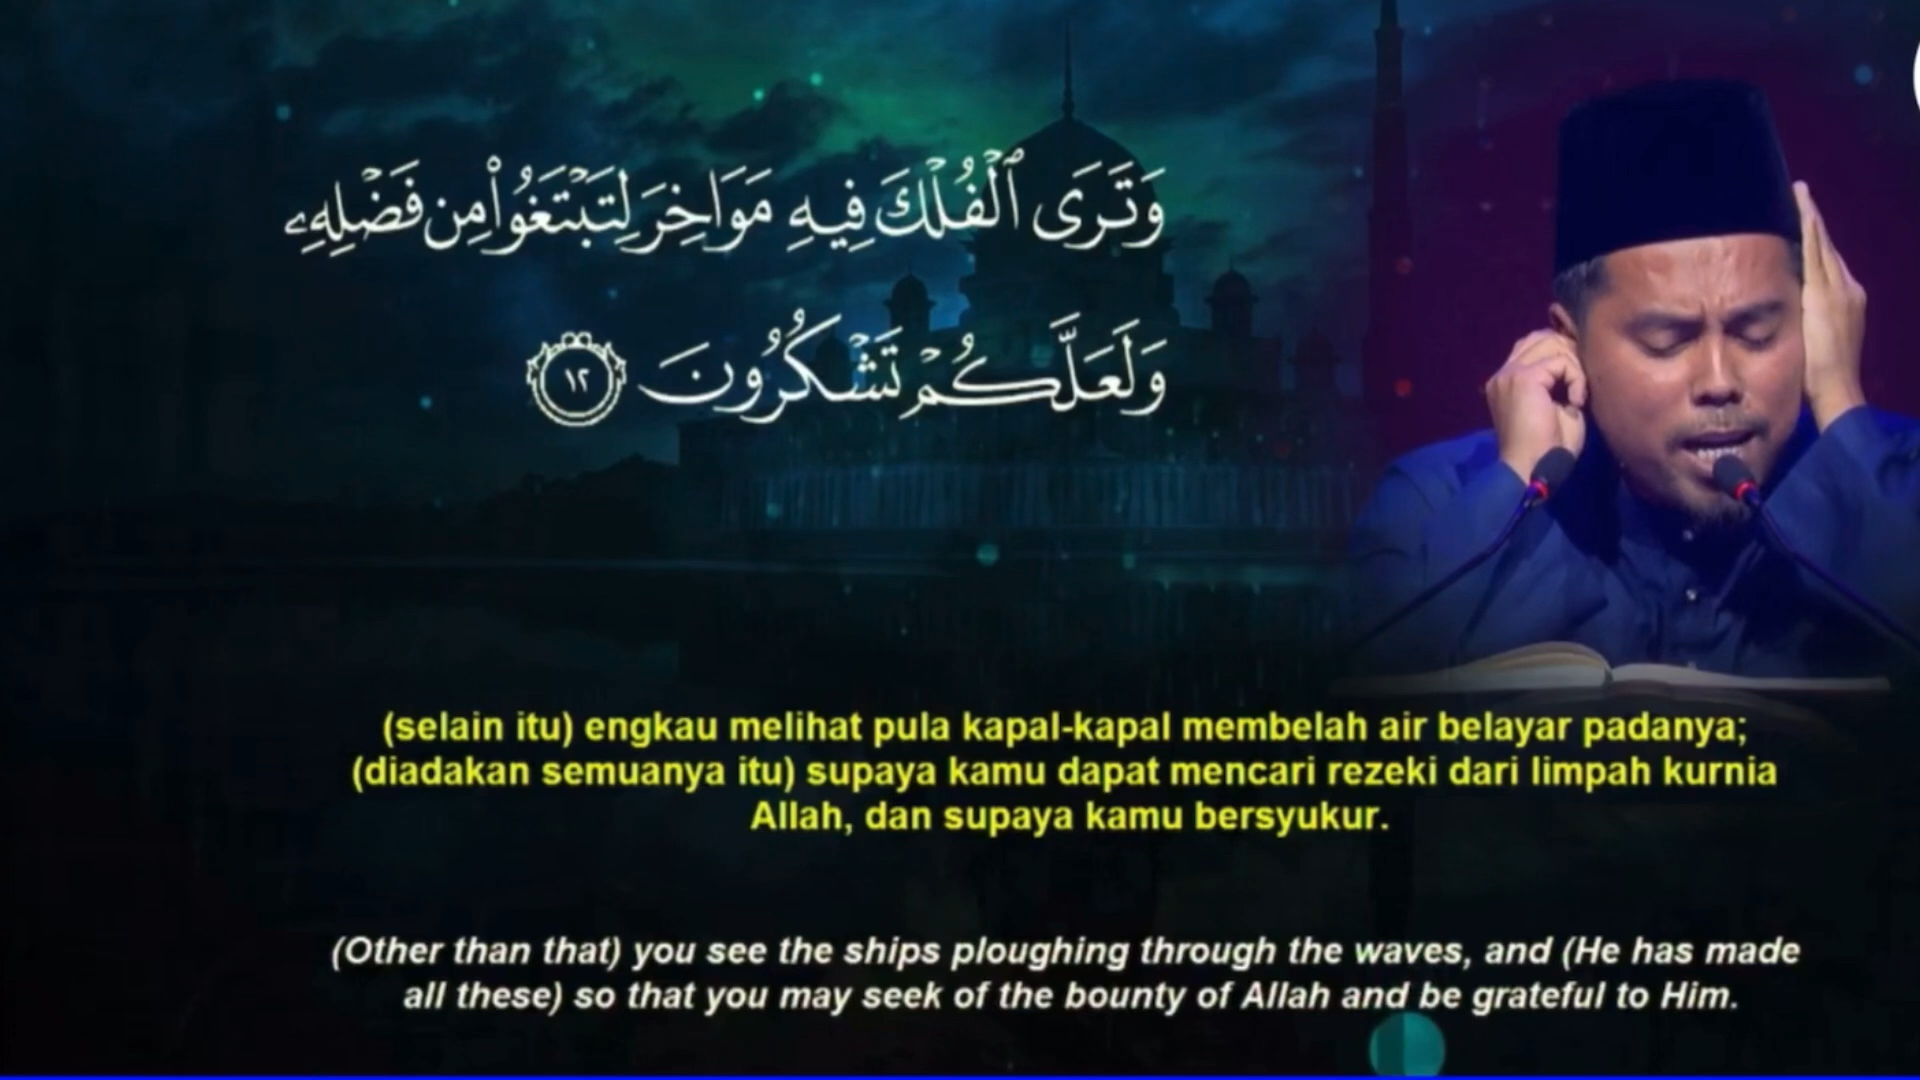 وَتَرَى ٱلْفُلْكَ فِيهِ مَوَاخِرَ لِتَبْتَغُوا۟ مِن فَضْلِهِۦ
وَلَعَلَّكُمْ تَشْكُرُونَ ١٢
(selain itu) engkau melihat pula kapal-kapal membelah air belayar padanya;
(diadakan semuanya itu) supaya kamu dapat mencari rezeki dari limpah kurnia
Allah, dan supaya kamu bersyukur.
(Other than that) you see the ships ploughing through the waves, and (He has made
all these) so that you may seek of the bounty of Allah and be grateful to Him.